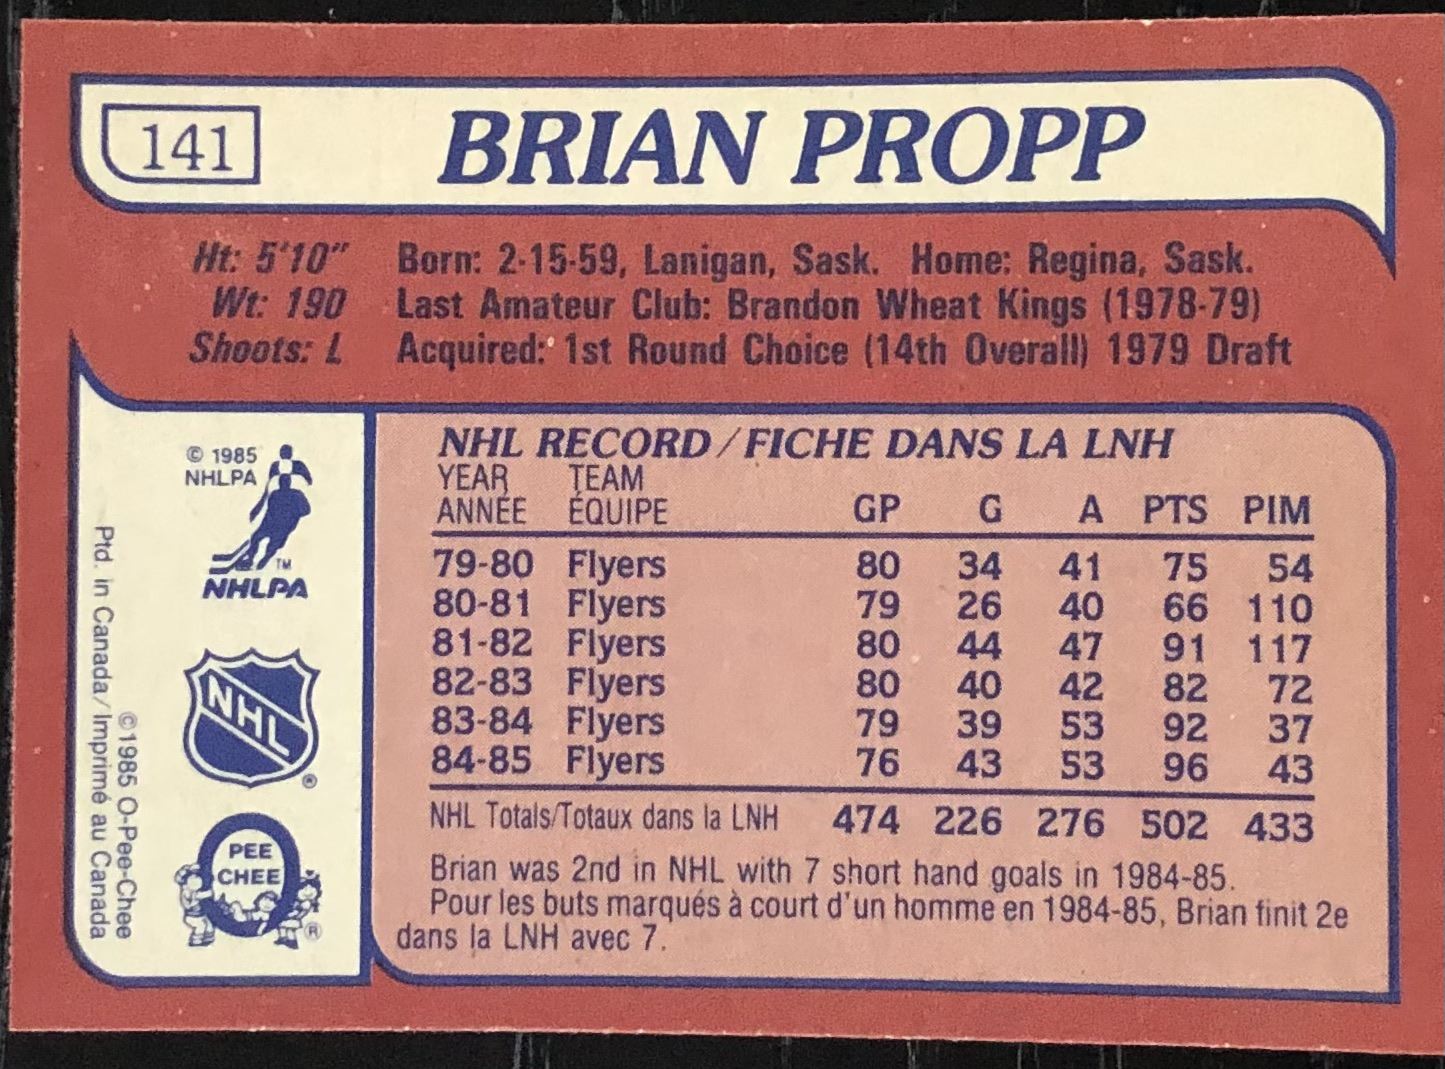 141
BRIAN PROPP
Ht: 5'10" Born: 2-15-59, Lanigan, Sask. Home: Regina, Sask.
Wt: 190 Last Amateur Club: Brandon Wheat Kings (1978-79)
Shoots: L Acquired: 1st Round Choice (14th Overall) 1979 Draft
© 1985
NHLPA
TM
NHLPA
NHL
®
PEE
CHEE
®
©1985 O-Pee-Chee
Ptd. in Canada/Imprimé au Canada
NHL RECORD/FICHE DANS LA LNH
YEAR TEAM
ANNÉE ÉQUIPE GP G A PTS PIM
79-80 Flyers 80 34 41 75 54
80-81 Flyers 79 26 40 66 110
81-82 Flyers 80 44 47 91 117
82-83 Flyers 80 40 42 82 72
83-84 Flyers 79 39 53 92 37
84-85 Flyers 76 43 53 96 43
NHL Totals/Totaux dans la LNH 474 226 276 502 433
Brian was 2nd in NHL with 7 short hand goals in 1984-85.
Pour les buts marqués à court d'un homme en 1984-85, Brian finit 2e
dans la LNH avec 7.